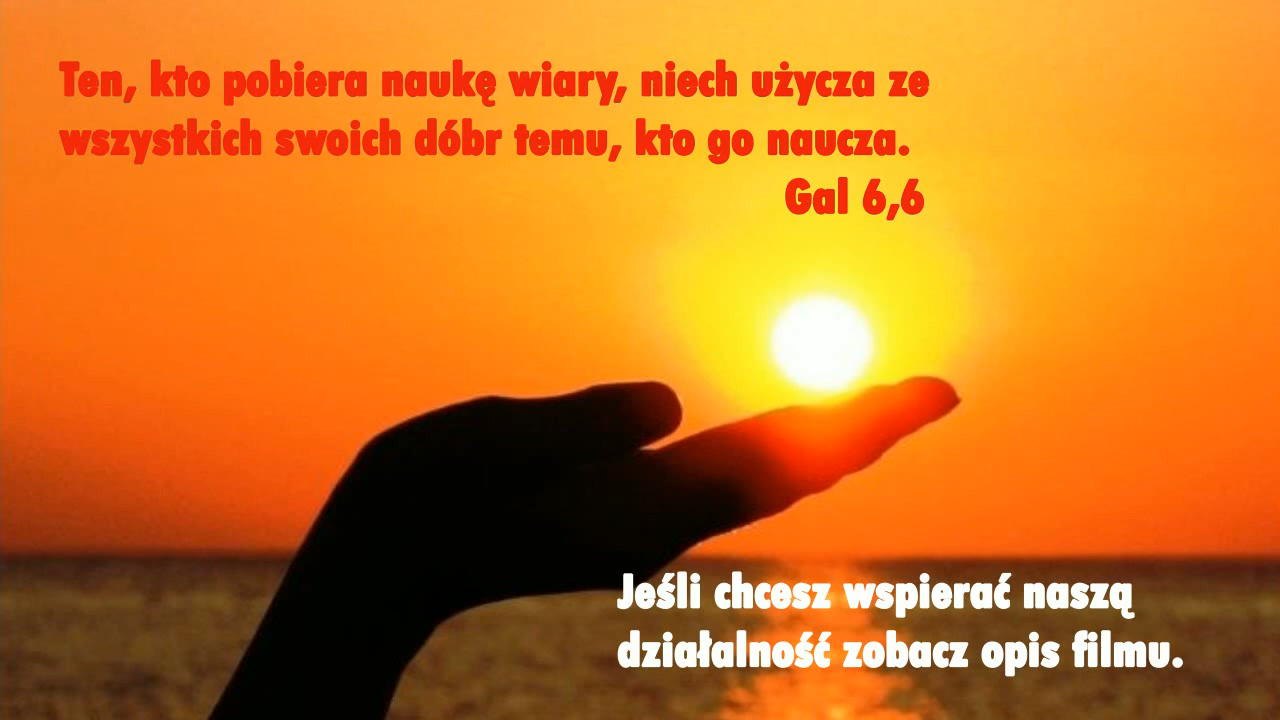 Ten, kto pobiera naukę wiary, niech użycza ze
wszystkich swoich dóbr temu, kto go naucza.
Gal 6,6
Jeśli chcesz wspierać naszą
działalność zobacz opis filmu.